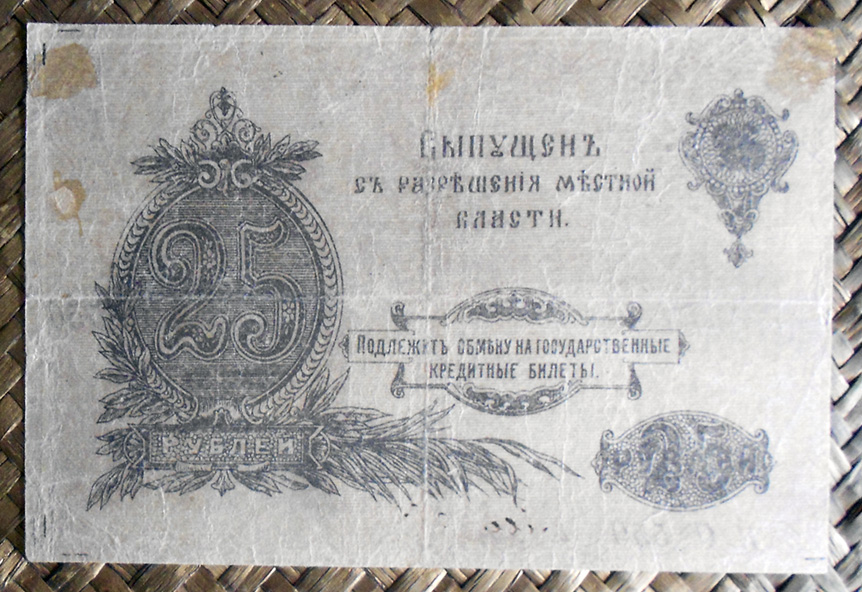 25
РУБЛЕЙ
ВЫПУЩЕНЪ
СЪ РАЗРѢШЕНІЯ МѢСТНОЙ
ВЛАСТИ.
ПОДЛЕЖИТЪ ОБМѢНУ НА ГОСУДАРСТВЕННЫЕ
КРЕДИТНЫЕ БИЛЕТЫ.
25